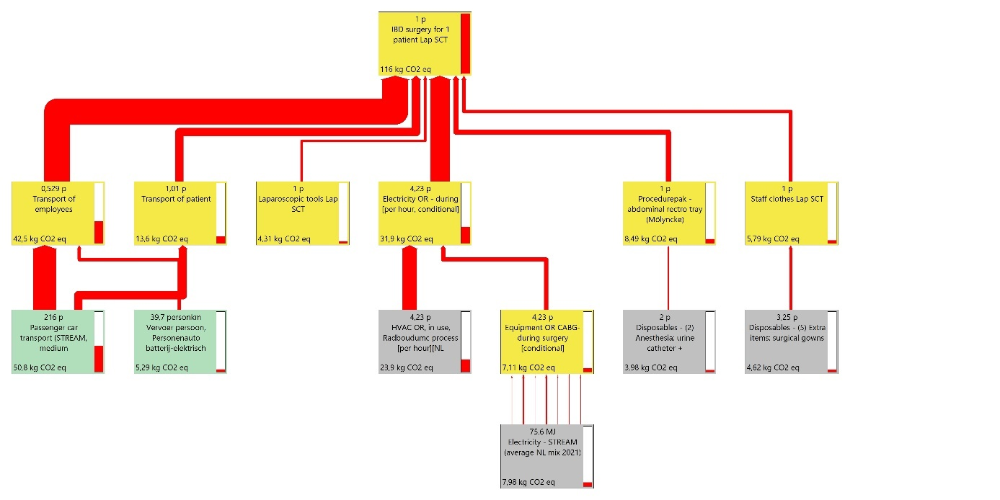 1 p
IBD surgery for 1
patient Lap SCT
116 kg CO2 eq
0,529 p
Transport of
employees
42,5 kg CO2 eq
1,01 p
Transport of patient
13,6 kg CO2 eq
1 p
Laparoscopic tools Lap
SCT
4,31 kg CO2 eq
4,23 p
Electricity OR - during
[per hour, conditional]
31,9 kg CO2 eq
1 p
Procedurepak -
abdominal rectro tray
(Mölyncke)
8,49 kg CO2 eq
1 p
Staff clothes Lap SCT
5,79 kg CO2 eq
216 p
Passenger car
transport (STREAM,
medium
50,8 kg CO2 eq
39,7 personkm
Vervoer persoon,
Personenauto
batterij-elektrisch
5,29 kg CO2 eq
4,23 p
HVAC OR, in use,
Radboudumc process
[per hour][NL
23,9 kg CO2 eq
4,23 p
Equipment OR CABG-
during surgery
[conditional]
7,11 kg CO2 eq
2 p
Disposables - (2)
Anesthesia: urine
catheter +
3,98 kg CO2 eq
3,25 p
Disposables - (5) Extra
items: surgical gowns
4,62 kg CO2 eq
75,6 MJ
Electricity - STREAM
(average NL mix 2021)
7,98 kg CO2 eq